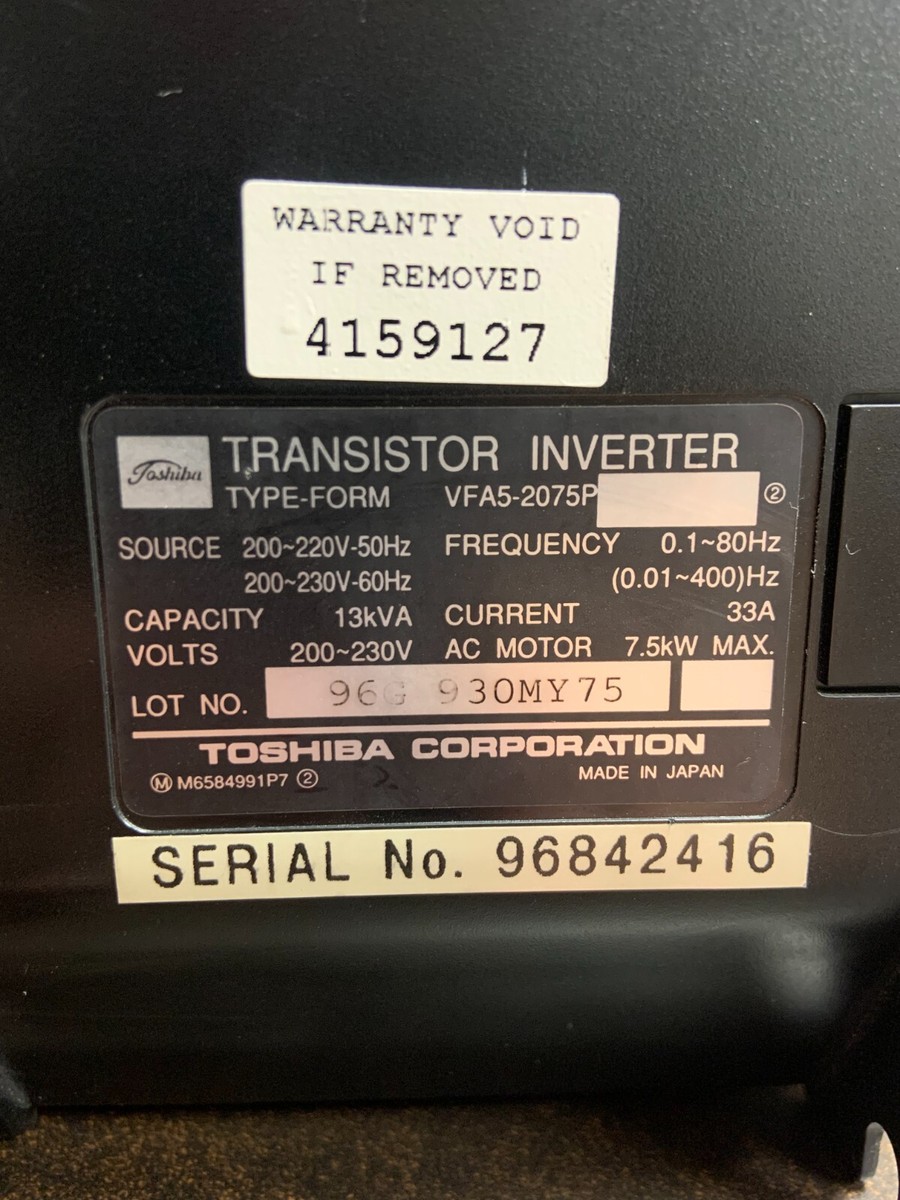 WARRANTY VOID
IF REMOVED
4159127
Toshiba
TRANSISTOR INVERTER
TYPE-FORM VFA5-2075P ②
SOURCE 200~220V-50Hz FREQUENCY 0.1~80Hz
200~230V-60Hz (0.01~400)Hz
CAPACITY 13kVA CURRENT 33A
VOLTS 200~230V AC MOTOR 7.5kW MAX.
LOT NO. 96G 930MY75
TOSHIBA CORPORATION
Ⓜ M6584991P7 ② MADE IN JAPAN
SERIAL No. 96842416